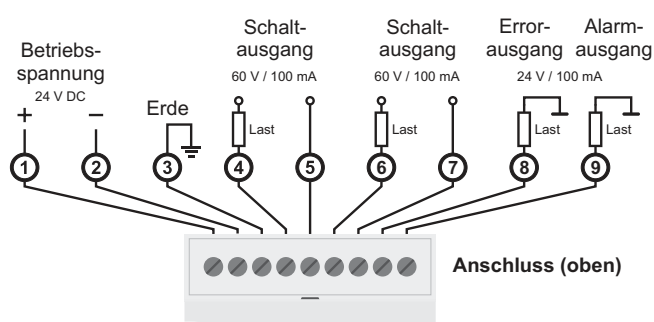 Betriebs-
spannung
24 V DC
+ –
Erde
Schalt-
ausgang
60 V / 100 mA
Last
Schalt-
ausgang
60 V / 100 mA
Last
Error-
ausgang
Alarm-
ausgang
24 V / 100 mA
Last
Last
1 2 3 4 5 6 7 8 9
Anschluss (oben)